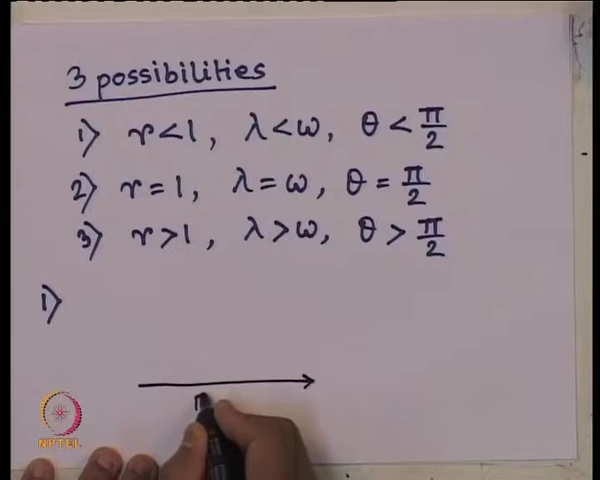 3 possibilities
1) r < 1, λ < ω, θ < π/2
2) r = 1, λ = ω, θ = π/2
3) r > 1, λ > ω, θ > π/2
1)
NPTEL